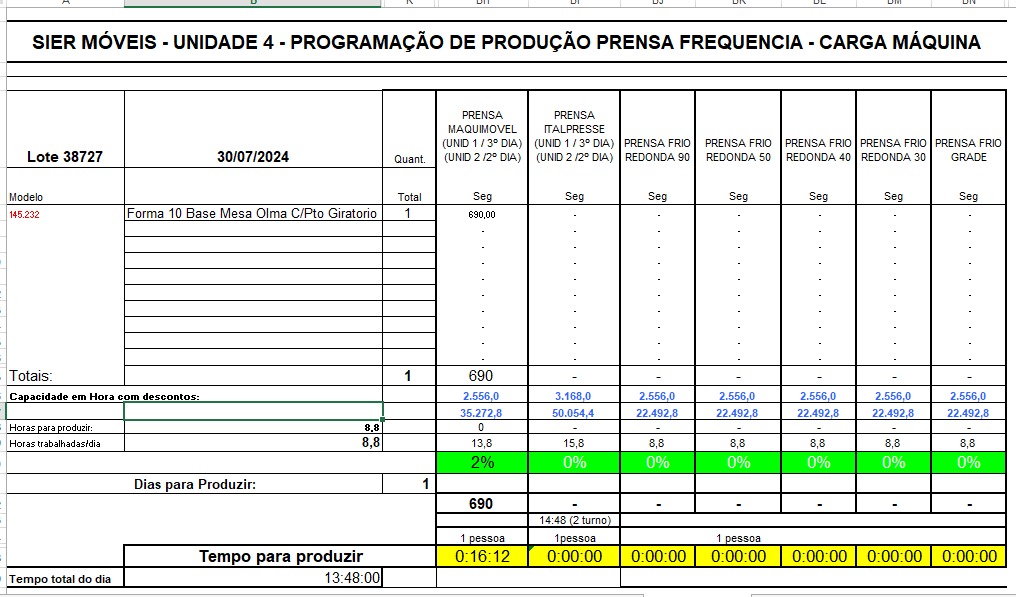 SIER MÓVEIS - UNIDADE 4 - PROGRAMAÇÃO DE PRODUÇÃO PRENSA FREQUENCIA - CARGA MÁQUINA
Lote 38727 30/07/2024 Quant.
PRENSA MAQUIMOVEL (UNID 1 / 3º DIA) (UNID 2 /2º DIA)
PRENSA ITALPRESSE (UNID 1 / 3º DIA) (UNID 2 /2º DIA)
PRENSA FRIO REDONDA 90
PRENSA FRIO REDONDA 50
PRENSA FRIO REDONDA 40
PRENSA FRIO REDONDA 30
PRENSA FRIO GRADE
Modelo Total Seg Seg Seg Seg Seg Seg Seg
145.232 Forma 10 Base Mesa Olma C/Pto Giratorio 1 690,00 - - - - - -
- - - - - - -
- - - - - - -
- - - - - - -
- - - - - - -
- - - - - - -
- - - - - - -
- - - - - - -
- - - - - - -
- - - - - - -
Totais: 1 690 - - - - - -
Capacidade em Hora com descontos: 2.556,0 3.168,0 2.556,0 2.556,0 2.556,0 2.556,0 2.556,0
35.272,8 50.054,4 22.492,8 22.492,8 22.492,8 22.492,8 22.492,8
Horas para produzir: 8,8 0 - - - - - -
Horas trabalhadas/dia 8,8 13,8 15,8 8,8 8,8 8,8 8,8 8,8
2% 0% 0% 0% 0% 0% 0%
Dias para Produzir: 1
690 - - - - - -
14:48 (2 turno)
1 pessoa 1pessoa 1 pessoa
Tempo para produzir 0:16:12 0:00:00 0:00:00 0:00:00 0:00:00 0:00:00 0:00:00
Tempo total do dia 13:48:00